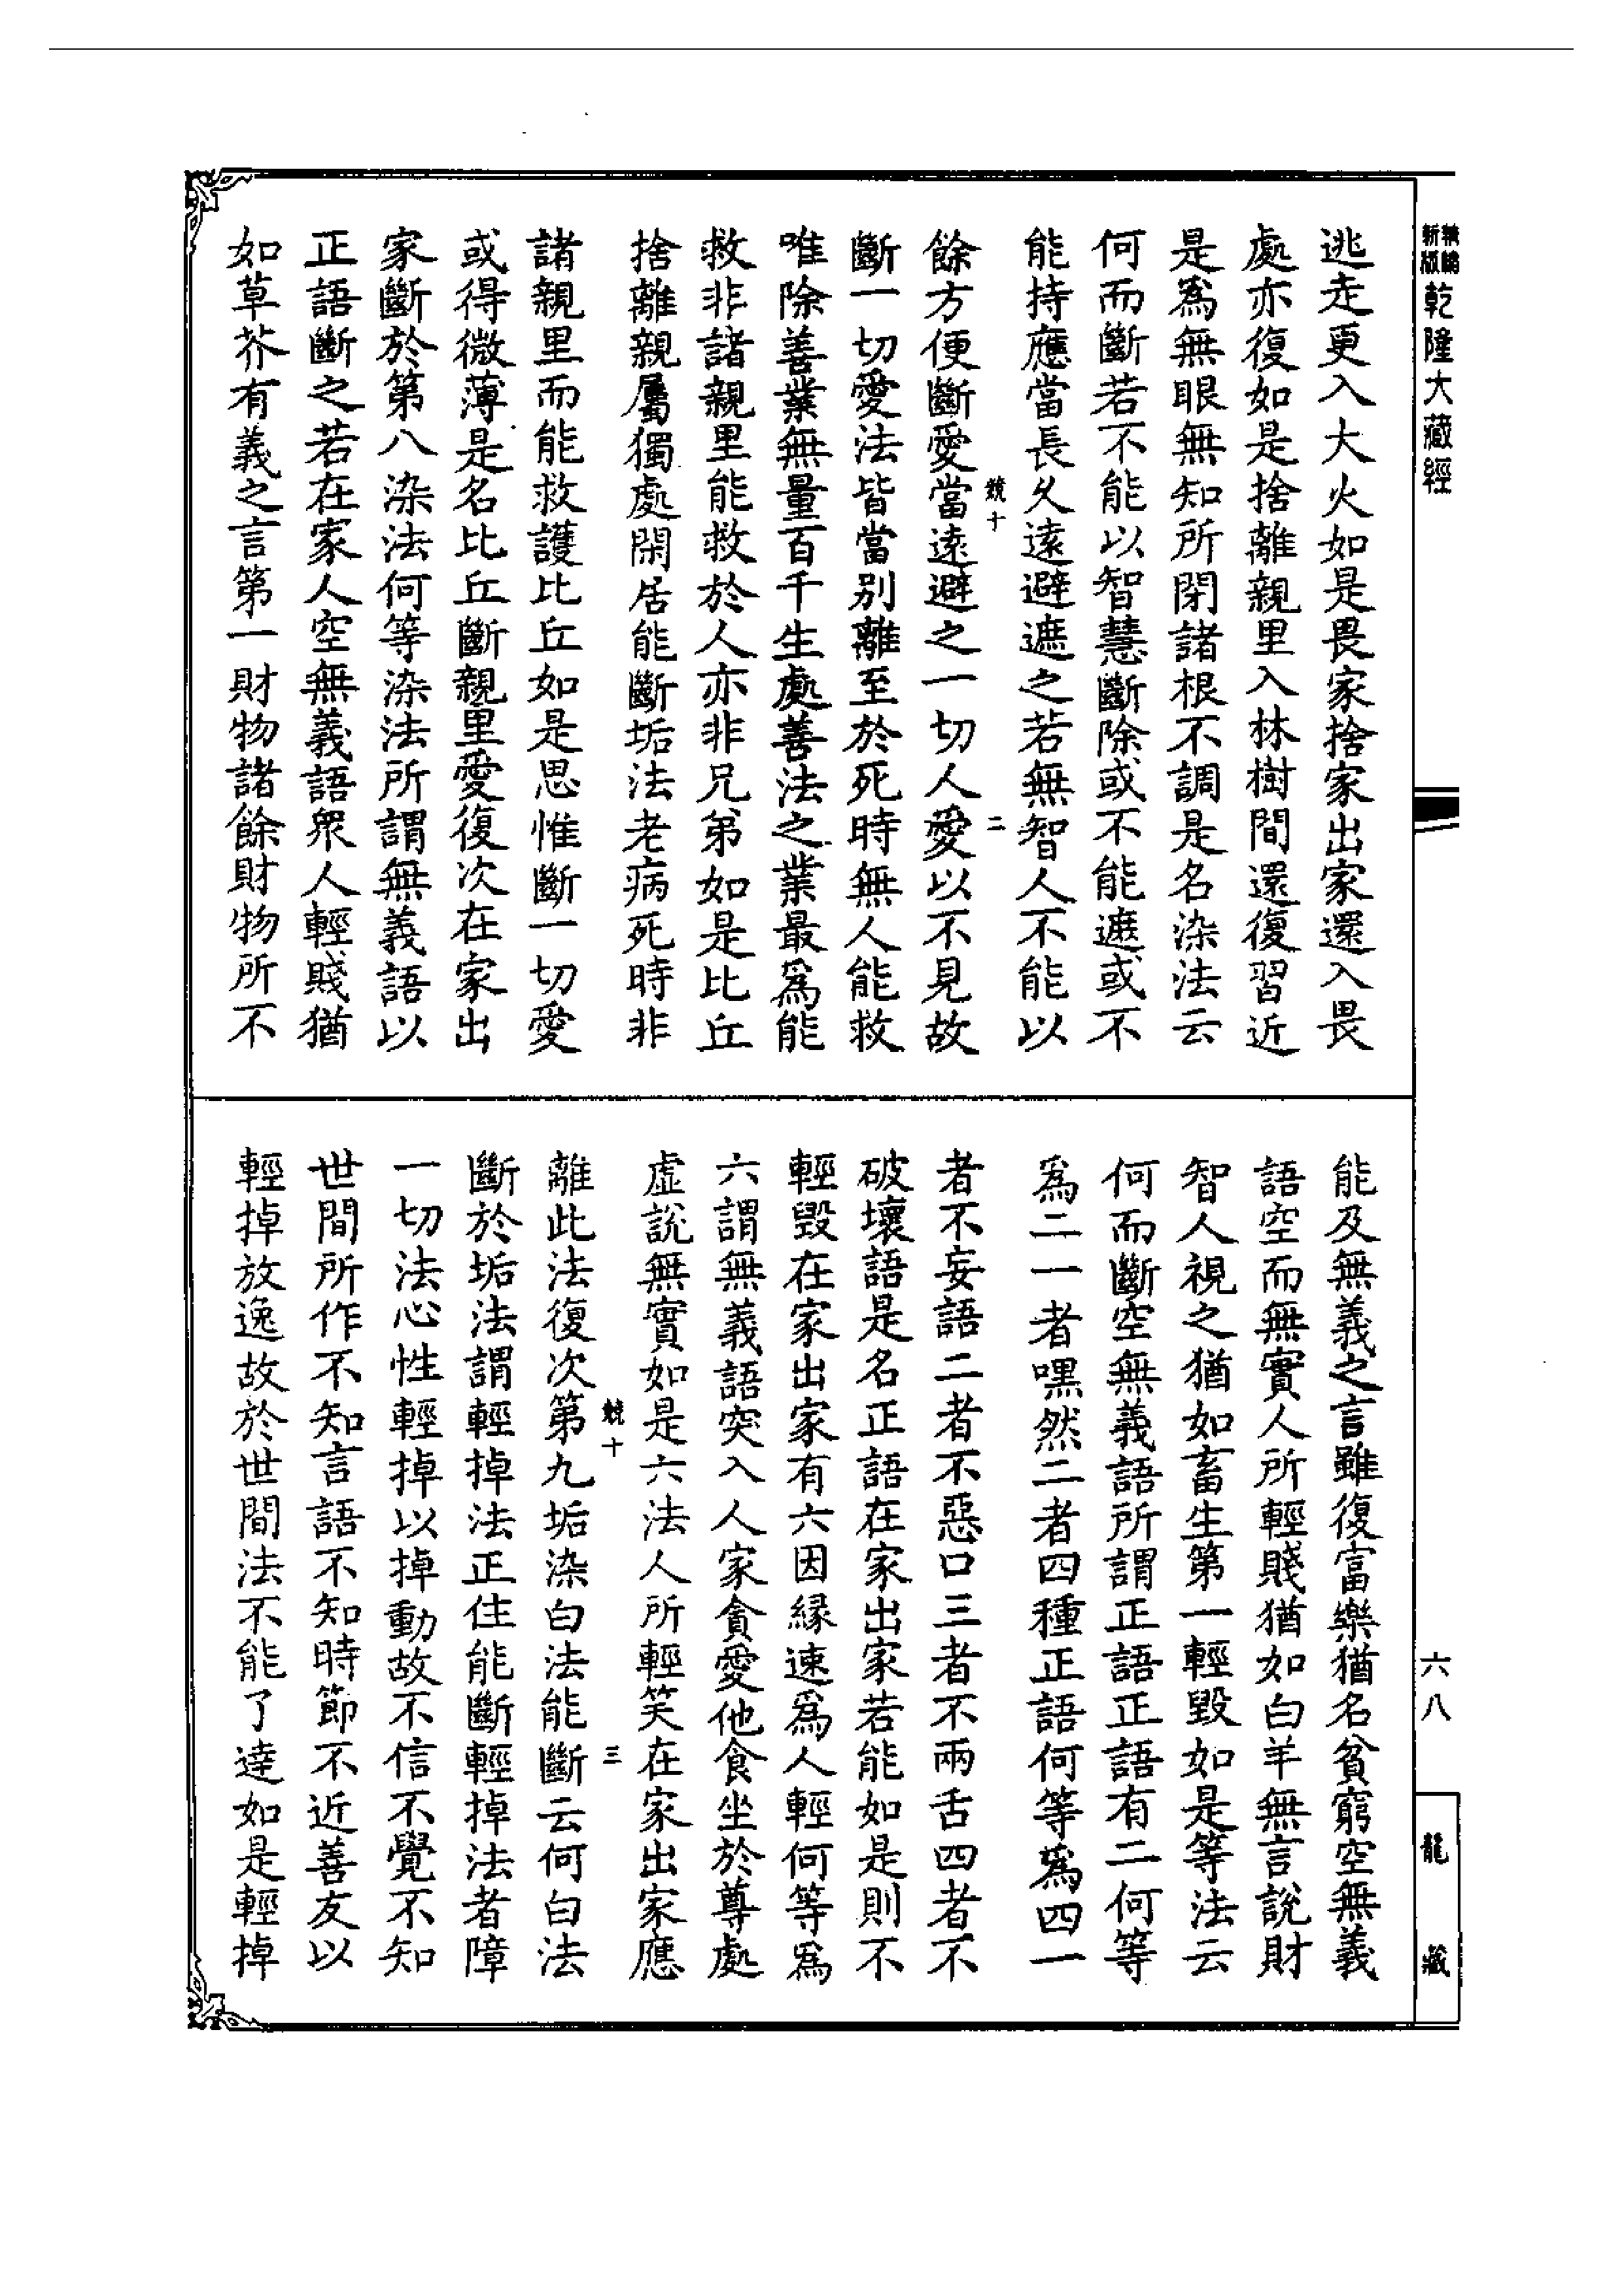 新版
乾隆大藏經
逃走更入大火如是畏家捨家出家還入畏
處亦復如是捨離親里入林樹間還復習近
是爲無眼無知所閉諸根不調是名染法云
何而斷若不能以智慧斷除或不能遮或不
能持應當長久遠避遮之若無智人不能以
競十
二
餘方便斷愛當遠避之一切人愛以不見故
斷一切愛法皆當別離至於死時無人能救
唯除善業無量百千生處善法之業最爲能
救非諸親里能救於人亦非兄弟如是比丘
捨離親屬獨處閑居能斷垢法老病死時非
諸親里而能救護比丘如是思惟斷一切愛
或得微薄是名比丘斷親里愛復次在家出
家斷於第八染法何等染法所謂無義語以
正語斷之若在家人空無義語衆人輕賤猶
如草芥有義之言第一財物諸餘財物所不
六八
龍藏
能及無義之言雖復富樂猶名貧窮空無義
語空而無實人所輕賤猶如白羊無言說財
智人視之猶如畜生第一輕毀如是等法云
何而斷空無義語所謂正語正語有二何等
爲二一者嘿然二者四種正語何等爲四一
者不妄語二者不惡口三者不兩舌四者不
破壞語是名正語在家出家若能如是則不
輕毀在家出家有六因緣速爲人輕何等爲
六謂無義語突入人家貪愛他食坐於尊處
虛說無實如是六法人所輕笑在家出家應
競十
三
離此法復次第九垢染白法能斷云何白法
斷於垢法謂輕掉法正住能斷輕掉法者障
一切法心性輕掉以掉動故不信不覺不知
世間所作不知言語不知時節不近善友以
輕掉放逸故於世間法不能了達如是輕掉